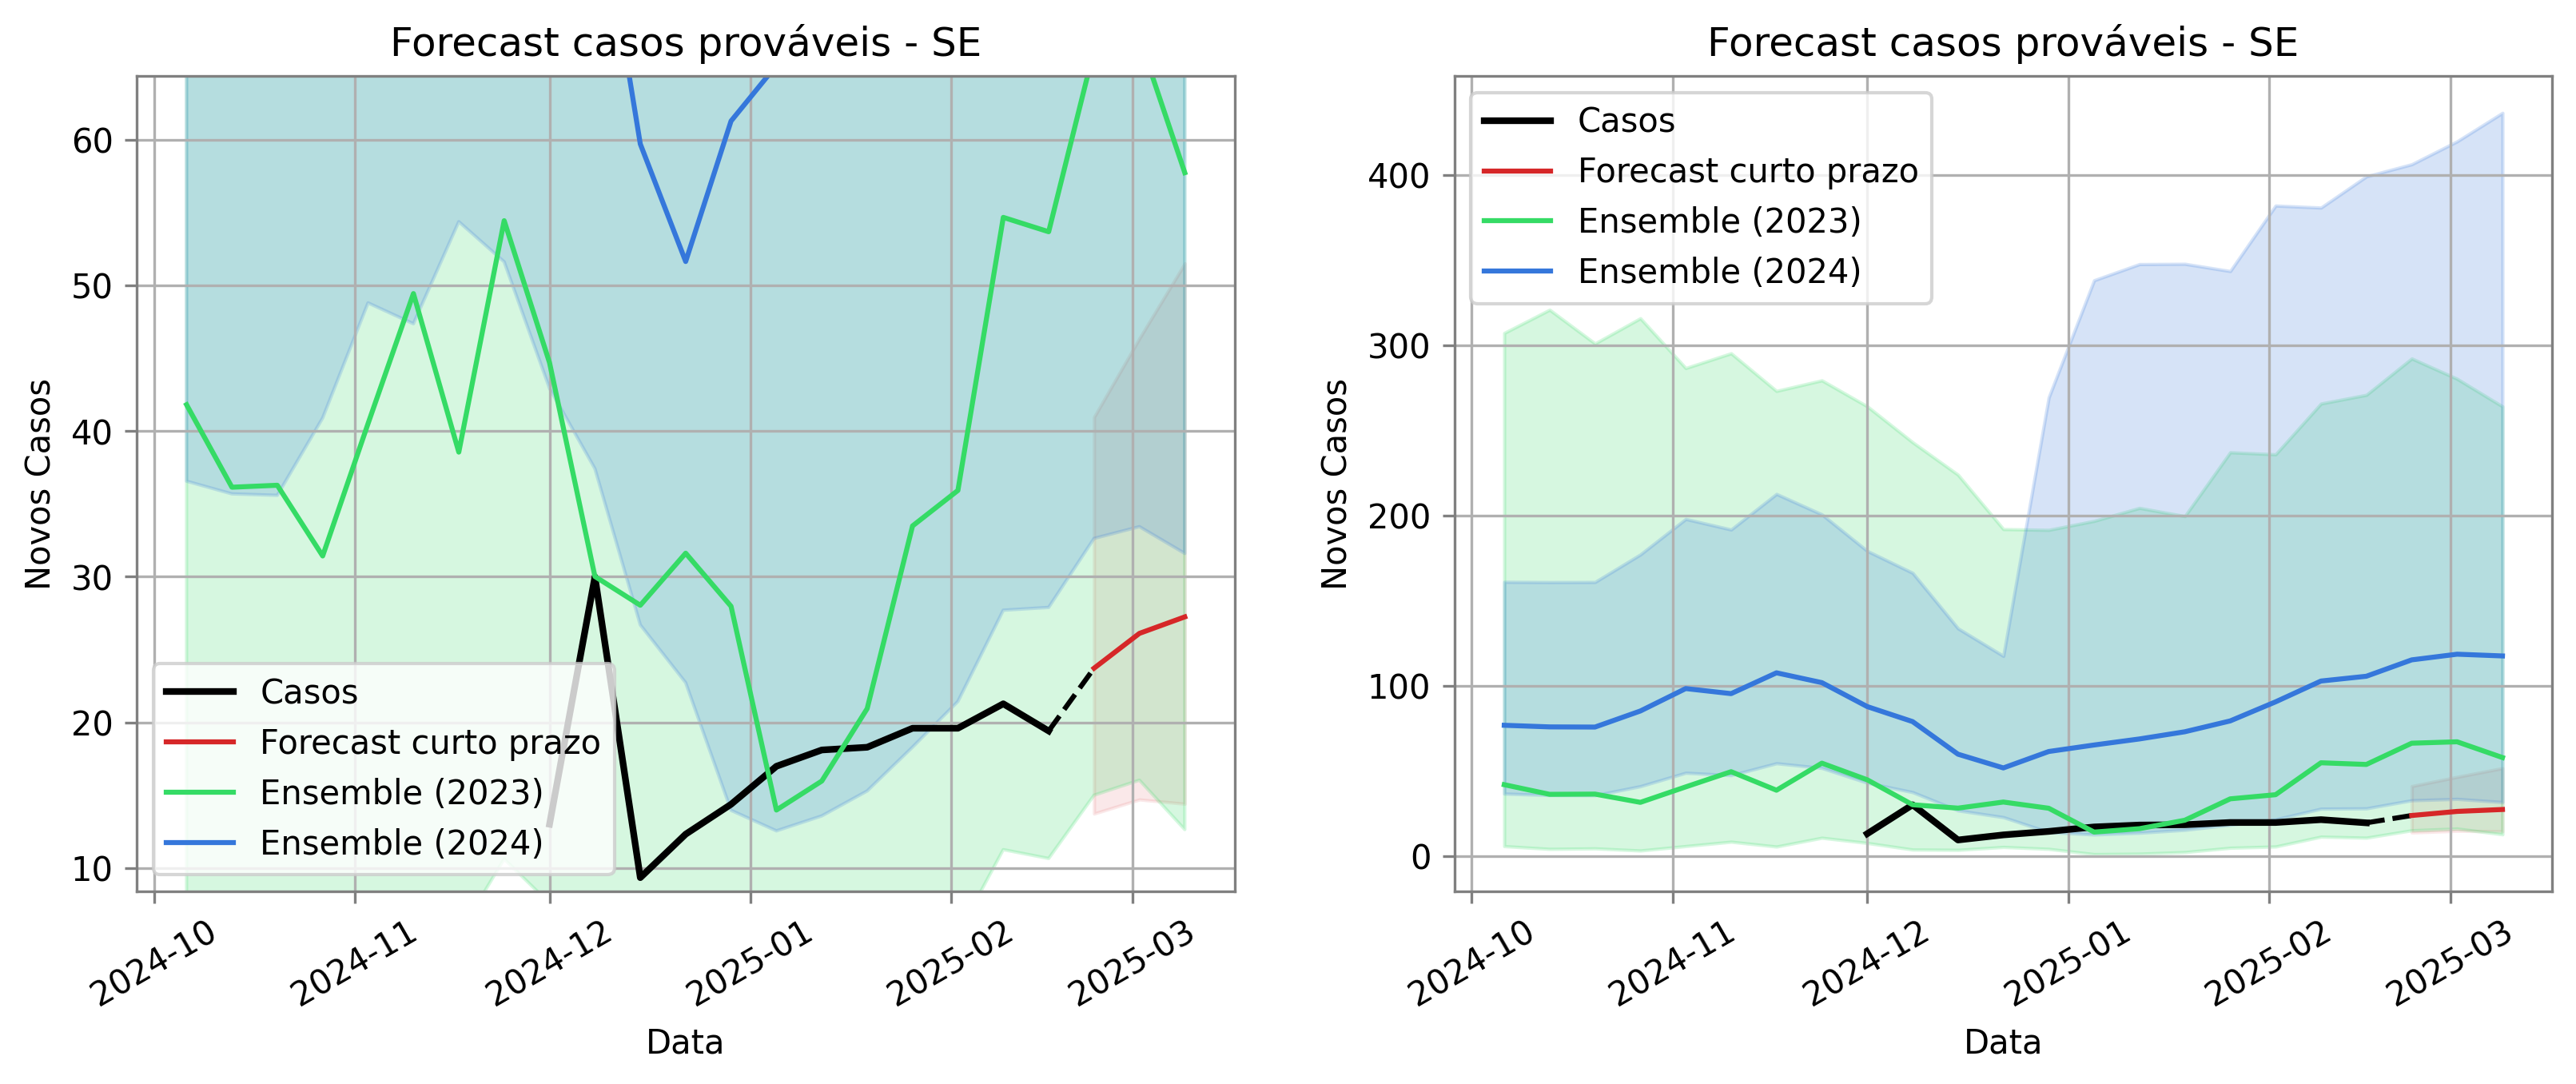 Forecast casos prováveis - SE
Novos Casos
60
50
40
30
20
10
Casos
Forecast curto prazo
Ensemble (2023)
Ensemble (2024)
2024-10
2024-11
2024-12
2025-01
2025-02
2025-03
Data
Forecast casos prováveis - SE
Novos Casos
400
300
200
100
0
Casos
Forecast curto prazo
Ensemble (2023)
Ensemble (2024)
2024-10
2024-11
2024-12
2025-01
2025-02
2025-03
Data